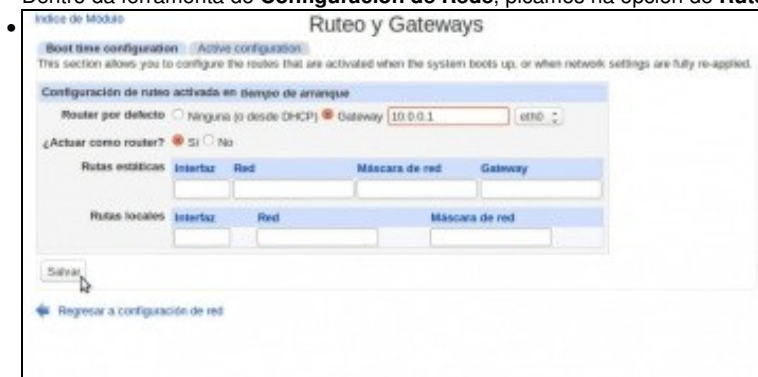 Dentro da ferramenta de Configuración de Rede, picamos na opción de Rute
Índice de Módulo
Ruteo y Gateways
Boot time configuration Active configuration
This section allows you to configure the routes that are activated when the system boots up, or when network settings are fully re-applied.
Configuración de ruteo activada en tiempo de arranque
Router por defecto Ninguna (o desde DHCP) Gateway 10.0.0.1 eth0
¿Actuar como router? Sí No
Rutas estáticas Interfaz Red Máscara de red Gateway
Rutas locales Interfaz Red Máscara de red
Salvar
Regresar a configuración de red